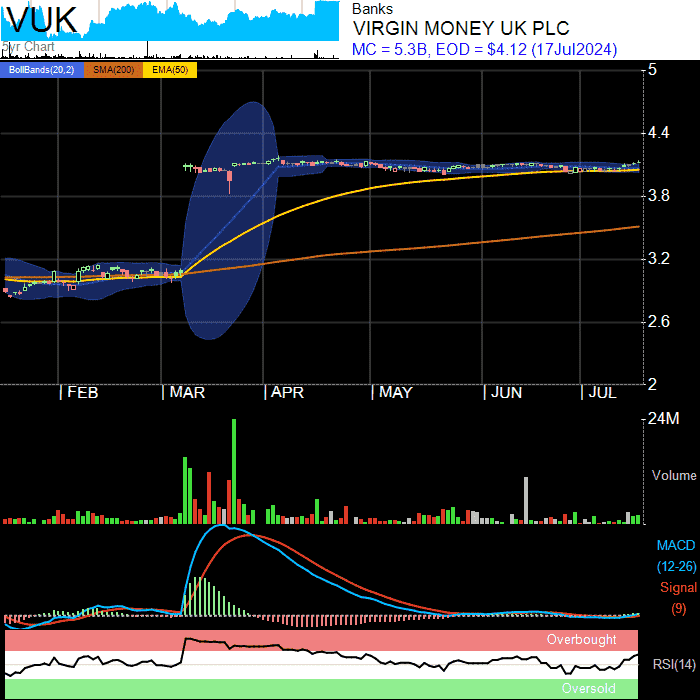 VUK
5yr Chart
Banks
VIRGIN MONEY UK PLC
MC = 5.3B, EOD = $4.12 (17Jul2024)
BollBands(20,2) SMA(200) EMA(50)
5
4.4
3.8
3.2
2.6
2
FEB MAR APR MAY JUN JUL
24M
Volume
MACD
(12-26)
Signal
(9)
Overbought
RSI(14)
Oversold